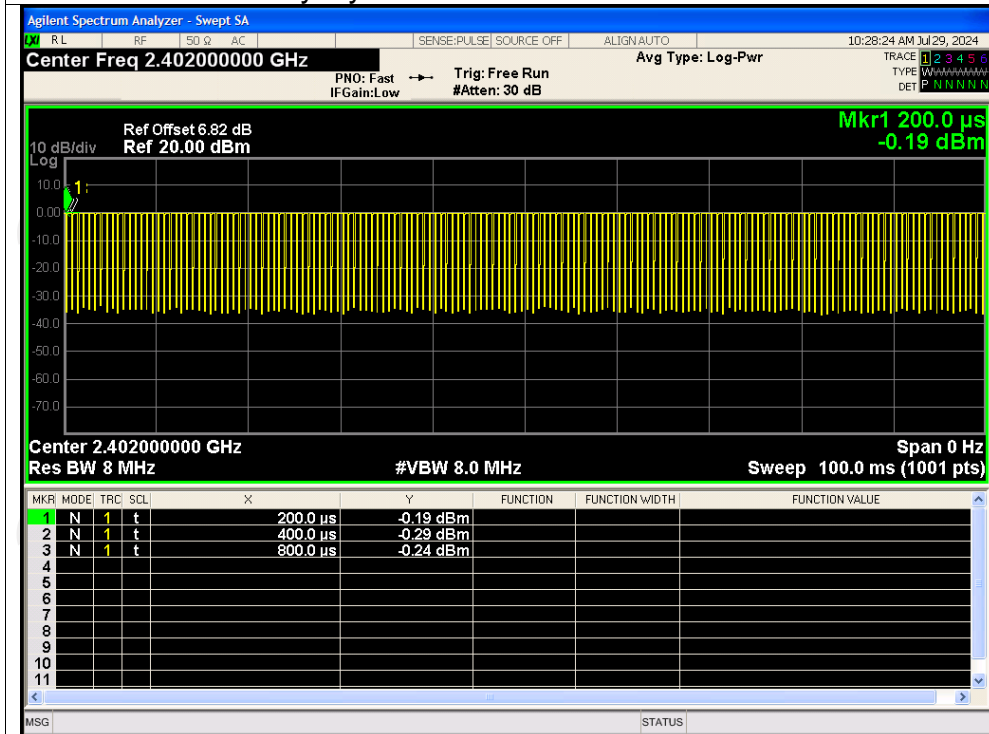 Agilent Spectrum Analyzer - Swept SA
LXI RL RF 50 Ω AC SENSE:PULSE SOURCE OFF ALIGN AUTO 10:28:24 AM Jul 29, 2024
Center Freq 2.402000000 GHz Avg Type: Log-Pwr TRACE 1 2 3 4 5 6
PNO: Fast Trig: Free Run TYPE W
IFGain:Low #Atten: 30 dB DET P N N N N N
Mkr1 200.0 µs
Ref Offset 6.82 dB
10 dB/div Ref 20.00 dBm -0.19 dBm
Log
10.0 1
0.00
-10.0
-20.0
-30.0
-40.0
-50.0
-60.0
-70.0
Center 2.402000000 GHz Span 0 Hz
Res BW 8 MHz #VBW 8.0 MHz Sweep 100.0 ms (1001 pts)
MKR MODE TRC SCL X Y FUNCTION FUNCTION WIDTH FUNCTION VALUE
1 N 1 t 200.0 µs -0.19 dBm
2 N 1 t 400.0 µs -0.29 dBm
3 N 1 t 800.0 µs -0.24 dBm
4
5
6
7
8
9
10
11
MSG STATUS